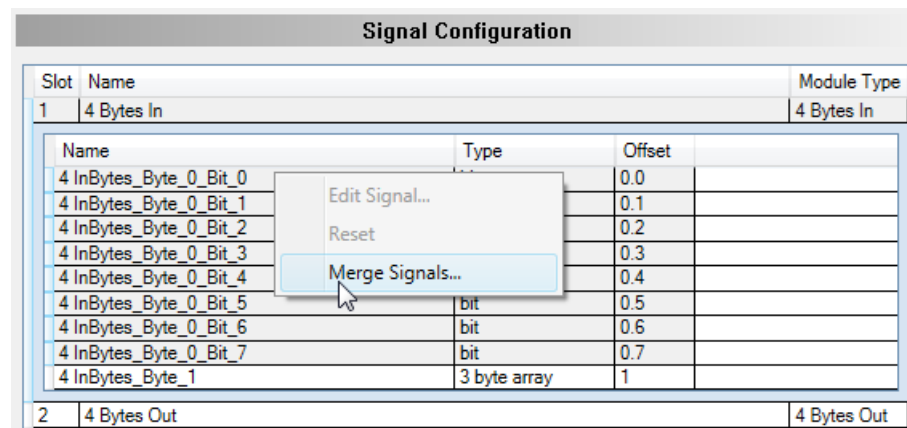 Signal Configuration
Slot Name Module Type
1 4 Bytes In 4 Bytes In
Name Type Offset
4 InBytes_Byte_0_Bit_0 0.0
4 InBytes_Byte_0_Bit_1 0.1
Edit Signal...
4 InBytes_Byte_0_Bit_2 0.2
Reset
4 InBytes_Byte_0_Bit_3 0.3
4 InBytes_Byte_0_Bit_4 0.4
Merge Signals...
4 InBytes_Byte_0_Bit_5 bit 0.5
4 InBytes_Byte_0_Bit_6 bit 0.6
4 InBytes_Byte_0_Bit_7 bit 0.7
4 InBytes_Byte_1 3 byte array 1
2 4 Bytes Out 4 Bytes Out